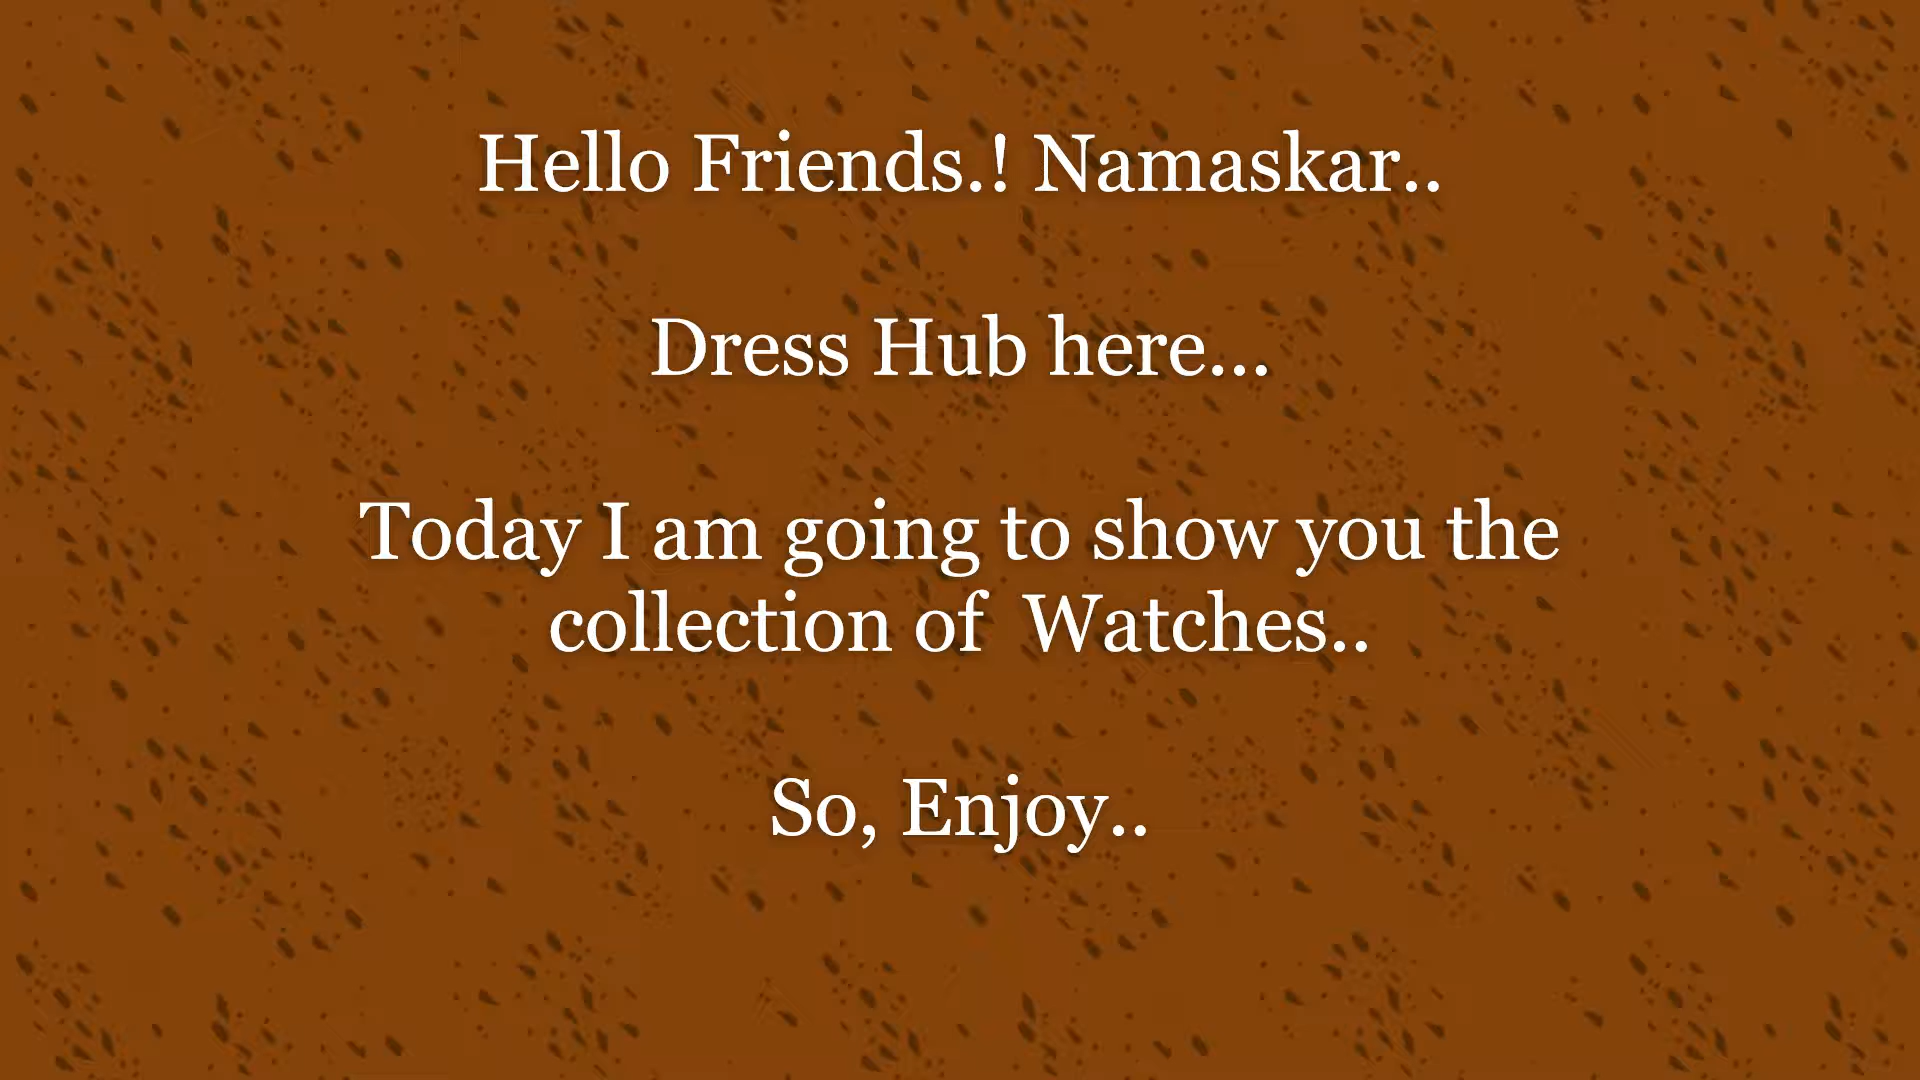 Hello Friends.! Namaskar..
Dress Hub here...
Today I am going to show you the
collection of  Watches..
So, Enjoy..